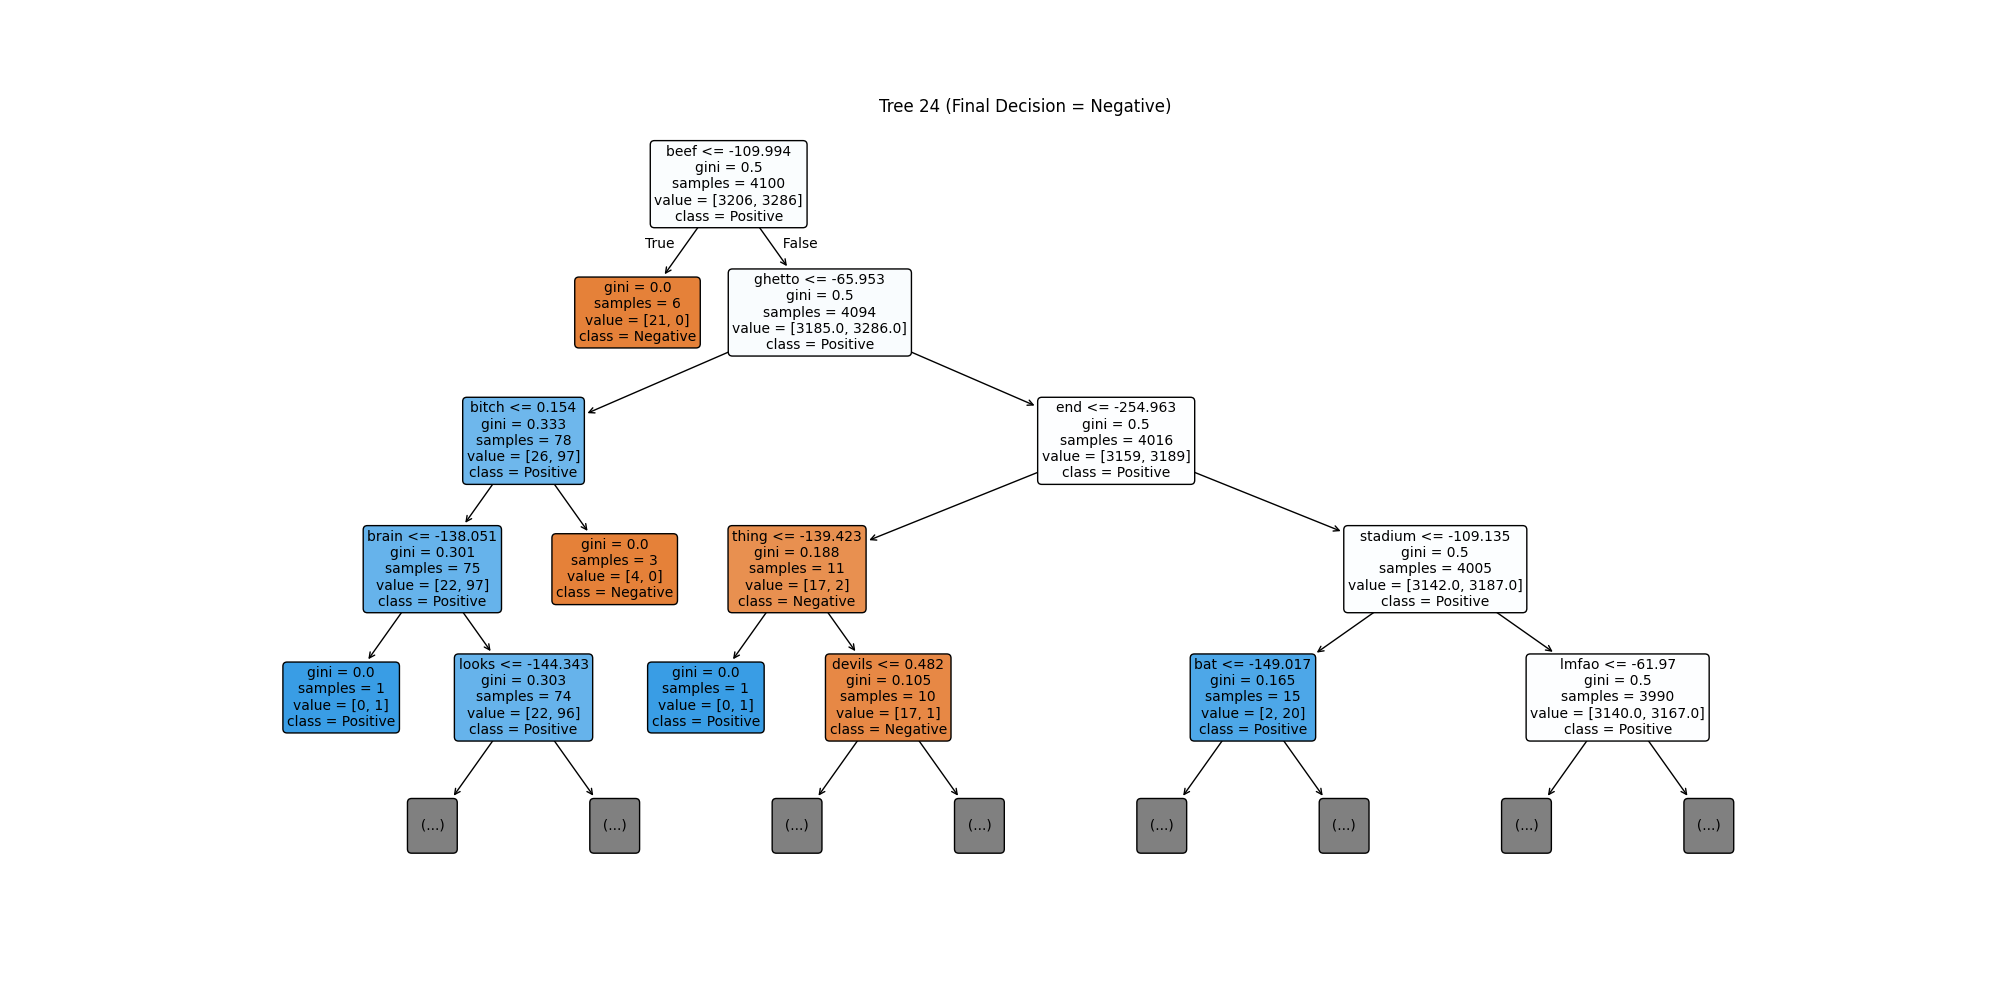 Tree 24 (Final Decision = Negative)
beef <= -109.994
gini = 0.5
samples = 4100
value = [3206, 3286]
class = Positive
True
False
gini = 0.0
samples = 6
value = [21, 0]
class = Negative
ghetto <= -65.953
gini = 0.5
samples = 4094
value = [3185.0, 3286.0]
class = Positive
bitch <= 0.154
gini = 0.333
samples = 78
value = [26, 97]
class = Positive
end <= -254.963
gini = 0.5
samples = 4016
value = [3159, 3189]
class = Positive
brain <= -138.051
gini = 0.301
samples = 75
value = [22, 97]
class = Positive
gini = 0.0
samples = 3
value = [4, 0]
class = Negative
thing <= -139.423
gini = 0.188
samples = 11
value = [17, 2]
class = Negative
stadium <= -109.135
gini = 0.5
samples = 4005
value = [3142.0, 3187.0]
class = Positive
gini = 0.0
samples = 1
value = [0, 1]
class = Positive
looks <= -144.343
gini = 0.303
samples = 74
value = [22, 96]
class = Positive
gini = 0.0
samples = 1
value = [0, 1]
class = Positive
devils <= 0.482
gini = 0.105
samples = 10
value = [17, 1]
class = Negative
bat <= -149.017
gini = 0.165
samples = 15
value = [2, 20]
class = Positive
lmfao <= -61.97
gini = 0.5
samples = 3990
value = [3140.0, 3167.0]
class = Positive
(...)
(...)
(...)
(...)
(...)
(...)
(...)
(...)